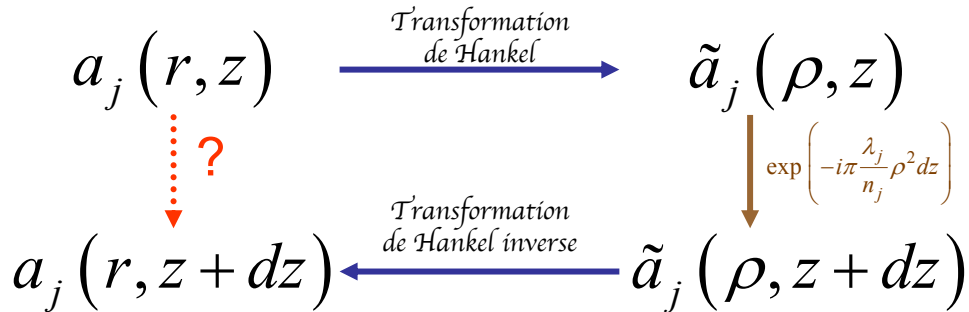 a_j(r, z)
Transformation
de Hankel
ã_j(ρ, z)
?
exp(−iπ λ_j/n_j ρ² dz)
Transformation
de Hankel inverse
a_j(r, z + dz)
ã_j(ρ, z + dz)